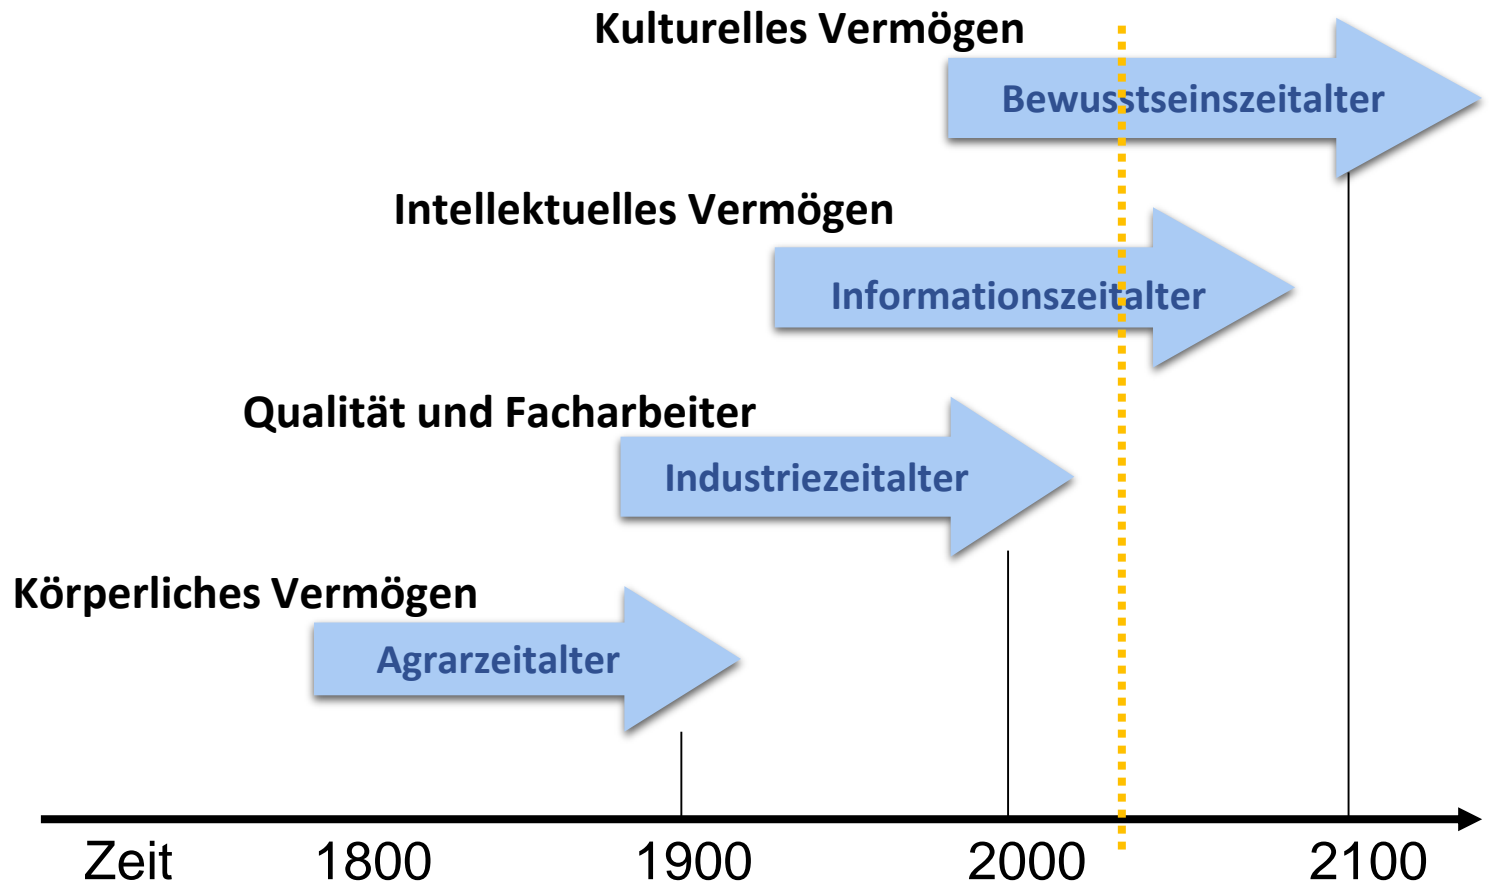 Kulturelles Vermögen
Bewusstseinszeitalter
Intellektuelles Vermögen
Informationszeitalter
Qualität und Facharbeiter
Industriezeitalter
Körperliches Vermögen
Agrarzeitalter
Zeit 1800 1900 2000 2100